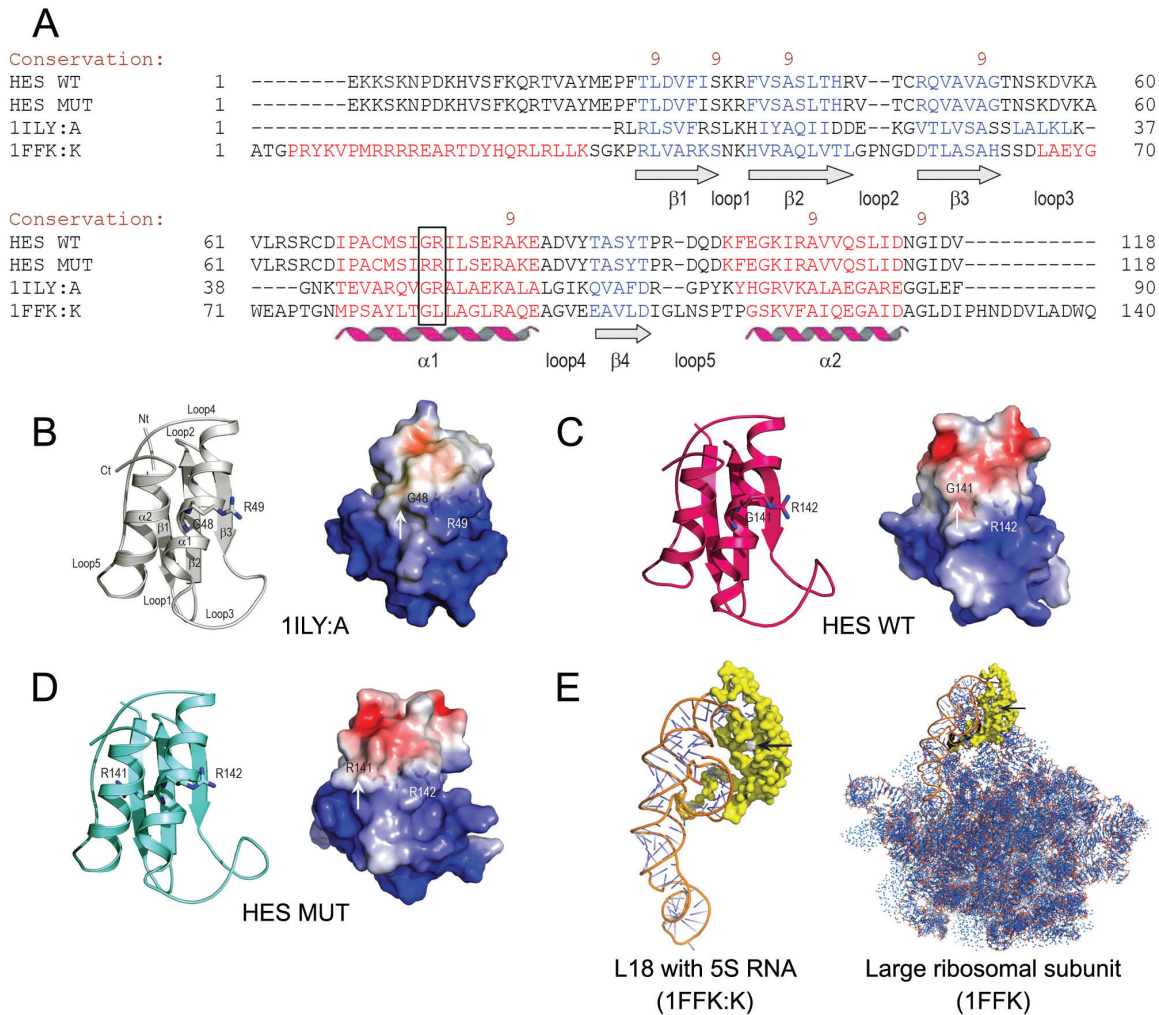 A
Conservation: 9 9 9 9
HES WT 1 --------EKKSKNPDKHVSFKQRTVAYMEPFTLDVFISKRFVSASLTHRV--TCRQVAVAGTNSKDVKA 60
HES MUT 1 --------EKKSKNPDKHVSFKQRTVAYMEPFTLDVFISKRFVSASLTHRV--TCRQVAVAGTNSKDVKA 60
1ILY:A 1 ------------------------------RLRLSVFRSLKHIYAQIIDDE--KGVTLVSASSLALKLK- 37
1FFK:K 1 ATGPRYKVPMRRRREARTDYHQRLRLLKSGKPRLVARKSNKHVRAQLVTLGPNGDDTLASAHSSDLAEYG 70
β1 loop1 β2 loop2 β3 loop3
Conservation: 9 9 9
HES WT 61 VLRSRCDIPACMSIGRILSERAKEADVYTASYTPR-DQDKFEGKIRAVVQSLIDNGIDV----------- 118
HES MUT 61 VLRSRCDIPACMSIRRILSERAKEADVYTASYTPR-DQDKFEGKIRAVVQSLIDNGIDV----------- 118
1ILY:A 38 ----GNKTEVARQVGRALAEKALALGIKQVAFDR--GPYKYHGRVKALAEGAREGGLEF----------- 90
1FFK:K 71 WEAPTGNMPSAYLTGLLAGLRAQEAGVEEAVLDIGLNSPTPGSKVFAIQEGAIDAGLDIPHNDDVLADWQ 140
α1 loop4 β4 loop5 α2
B
Loop4
Nt
Loop2
Ct
α2
β1
G48
R49
α1
β3
β2
Loop5
Loop1
Loop3
G48
R49
1ILY:A
C
G141
R142
G141
R142
HES WT
D
R141
R142
R141
R142
HES MUT
E
L18 with 5S RNA
(1FFK:K)
Large ribosomal subunit
(1FFK)